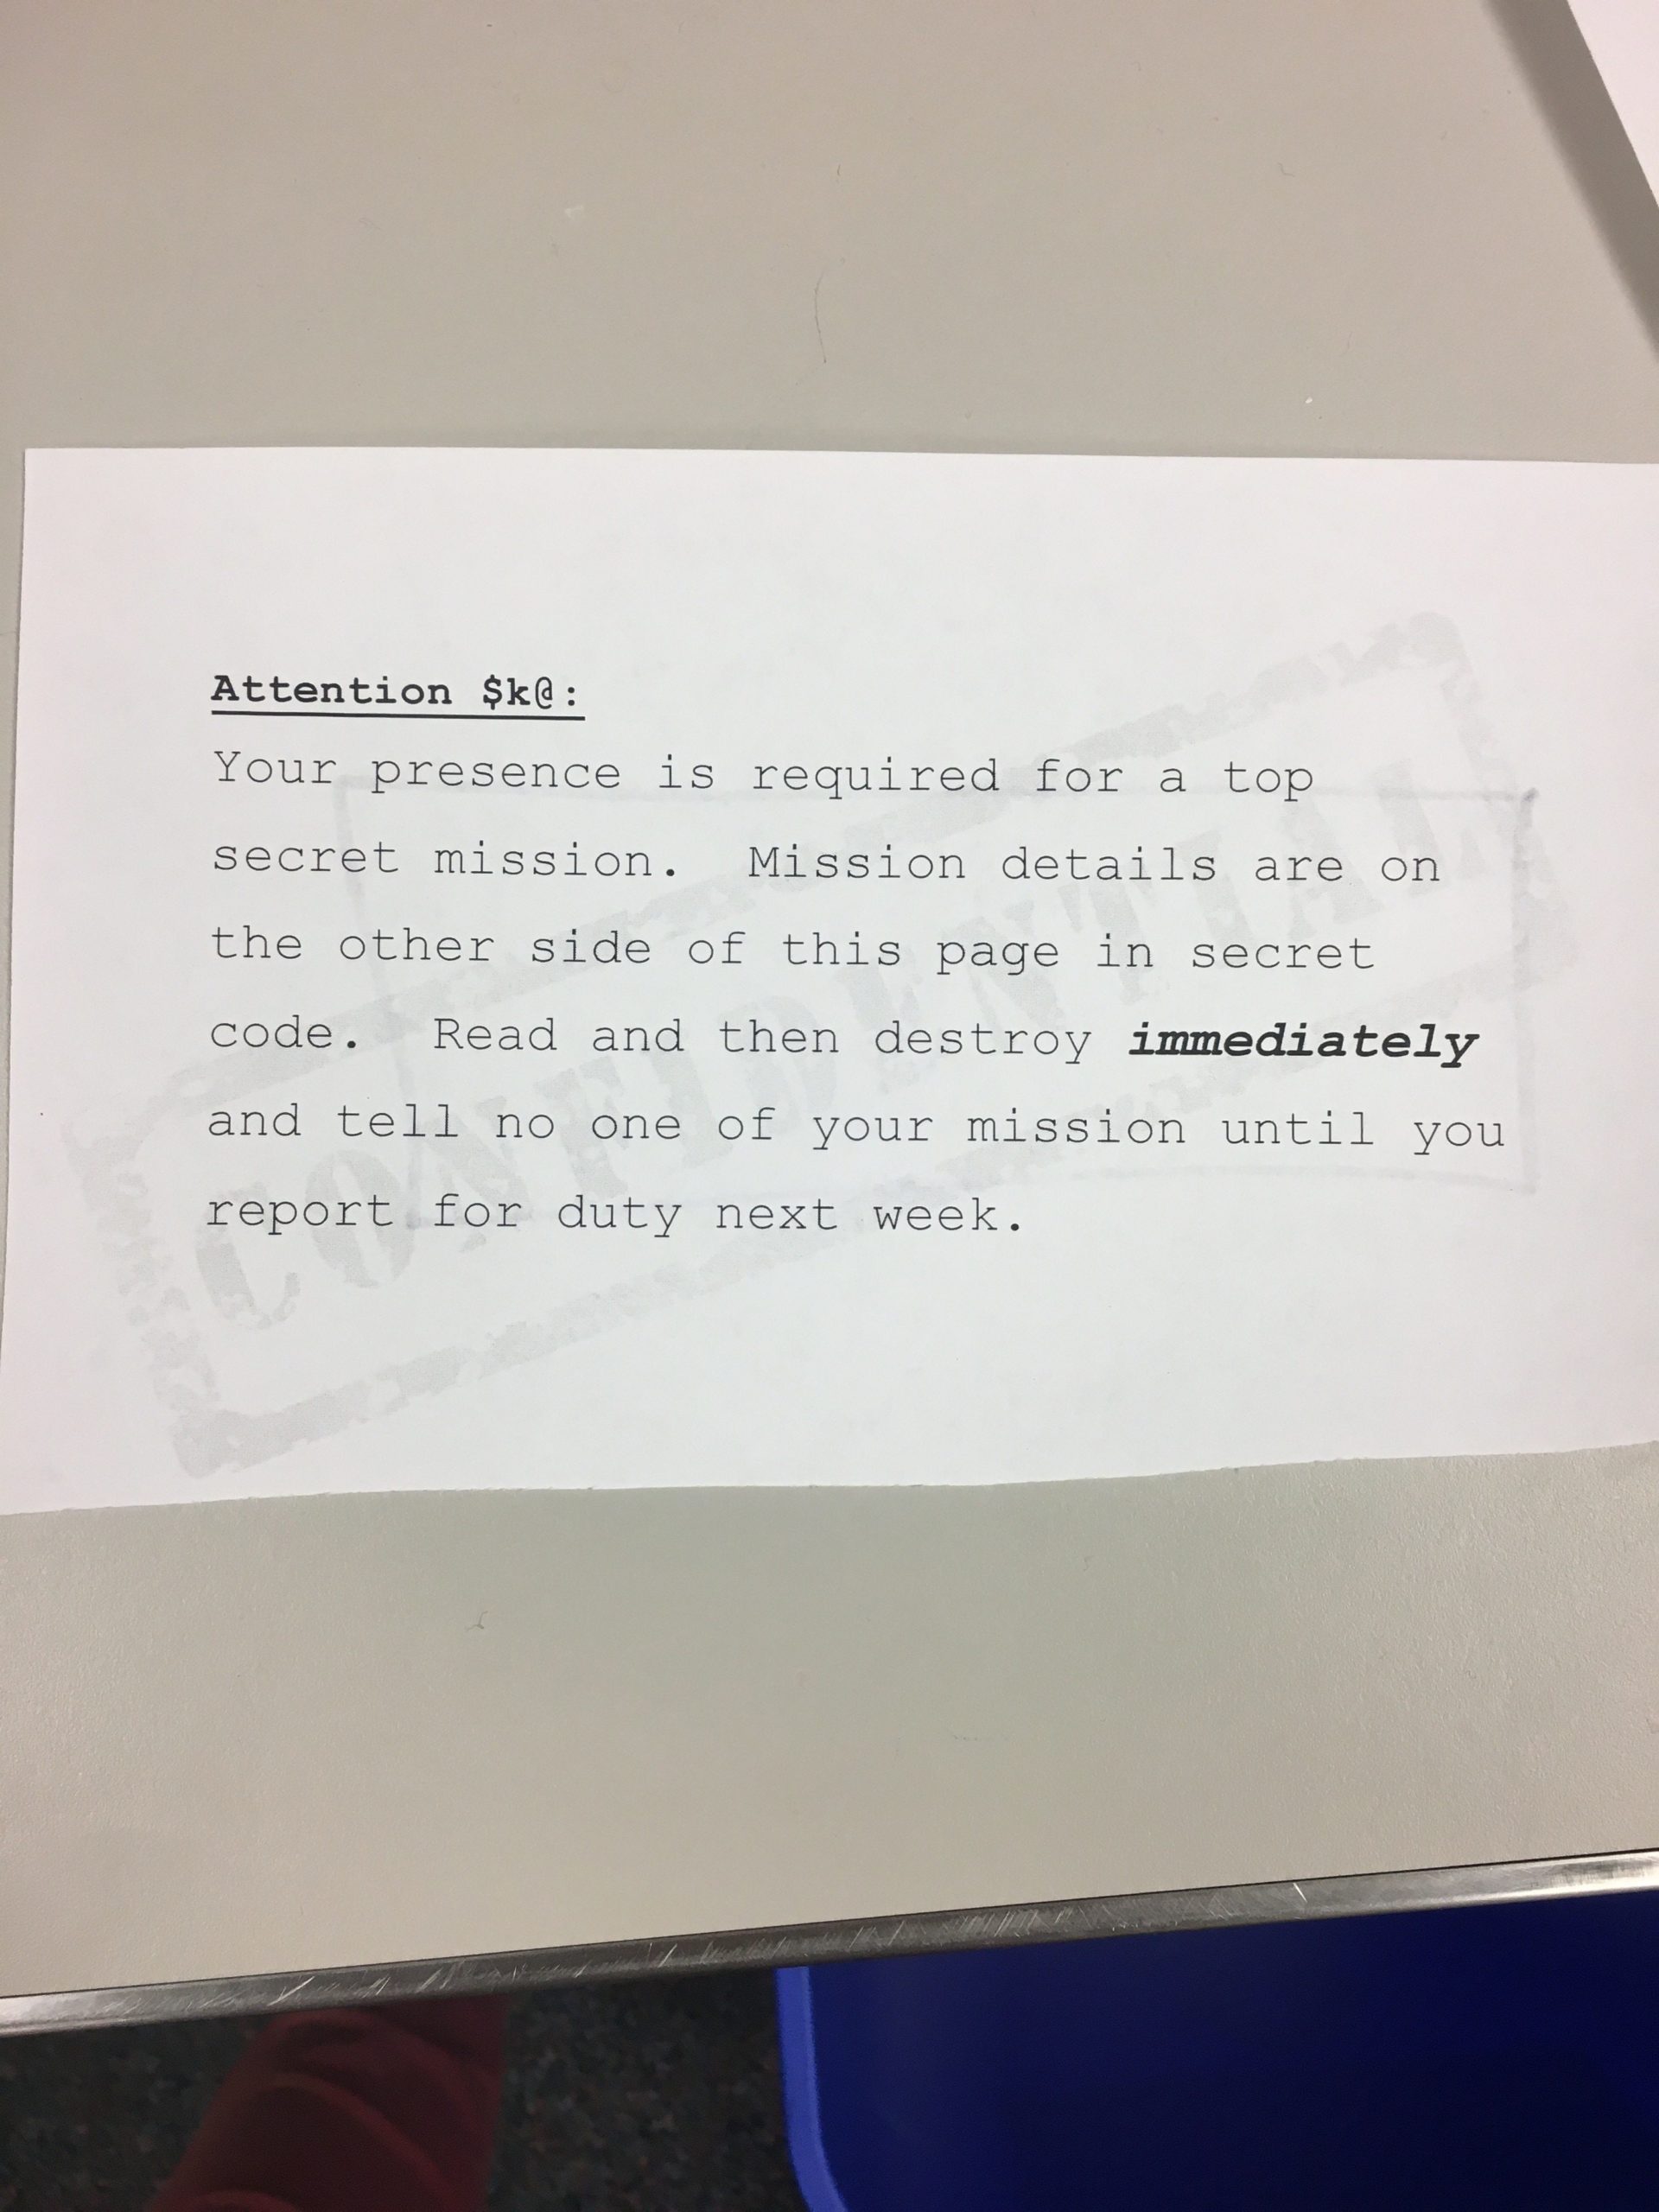 Attention $k@:
Your presence is required for a top
secret mission.  Mission details are on
the other side of this page in secret
code.  Read and then destroy immediately
and tell no one of your mission until you
report for duty next week.